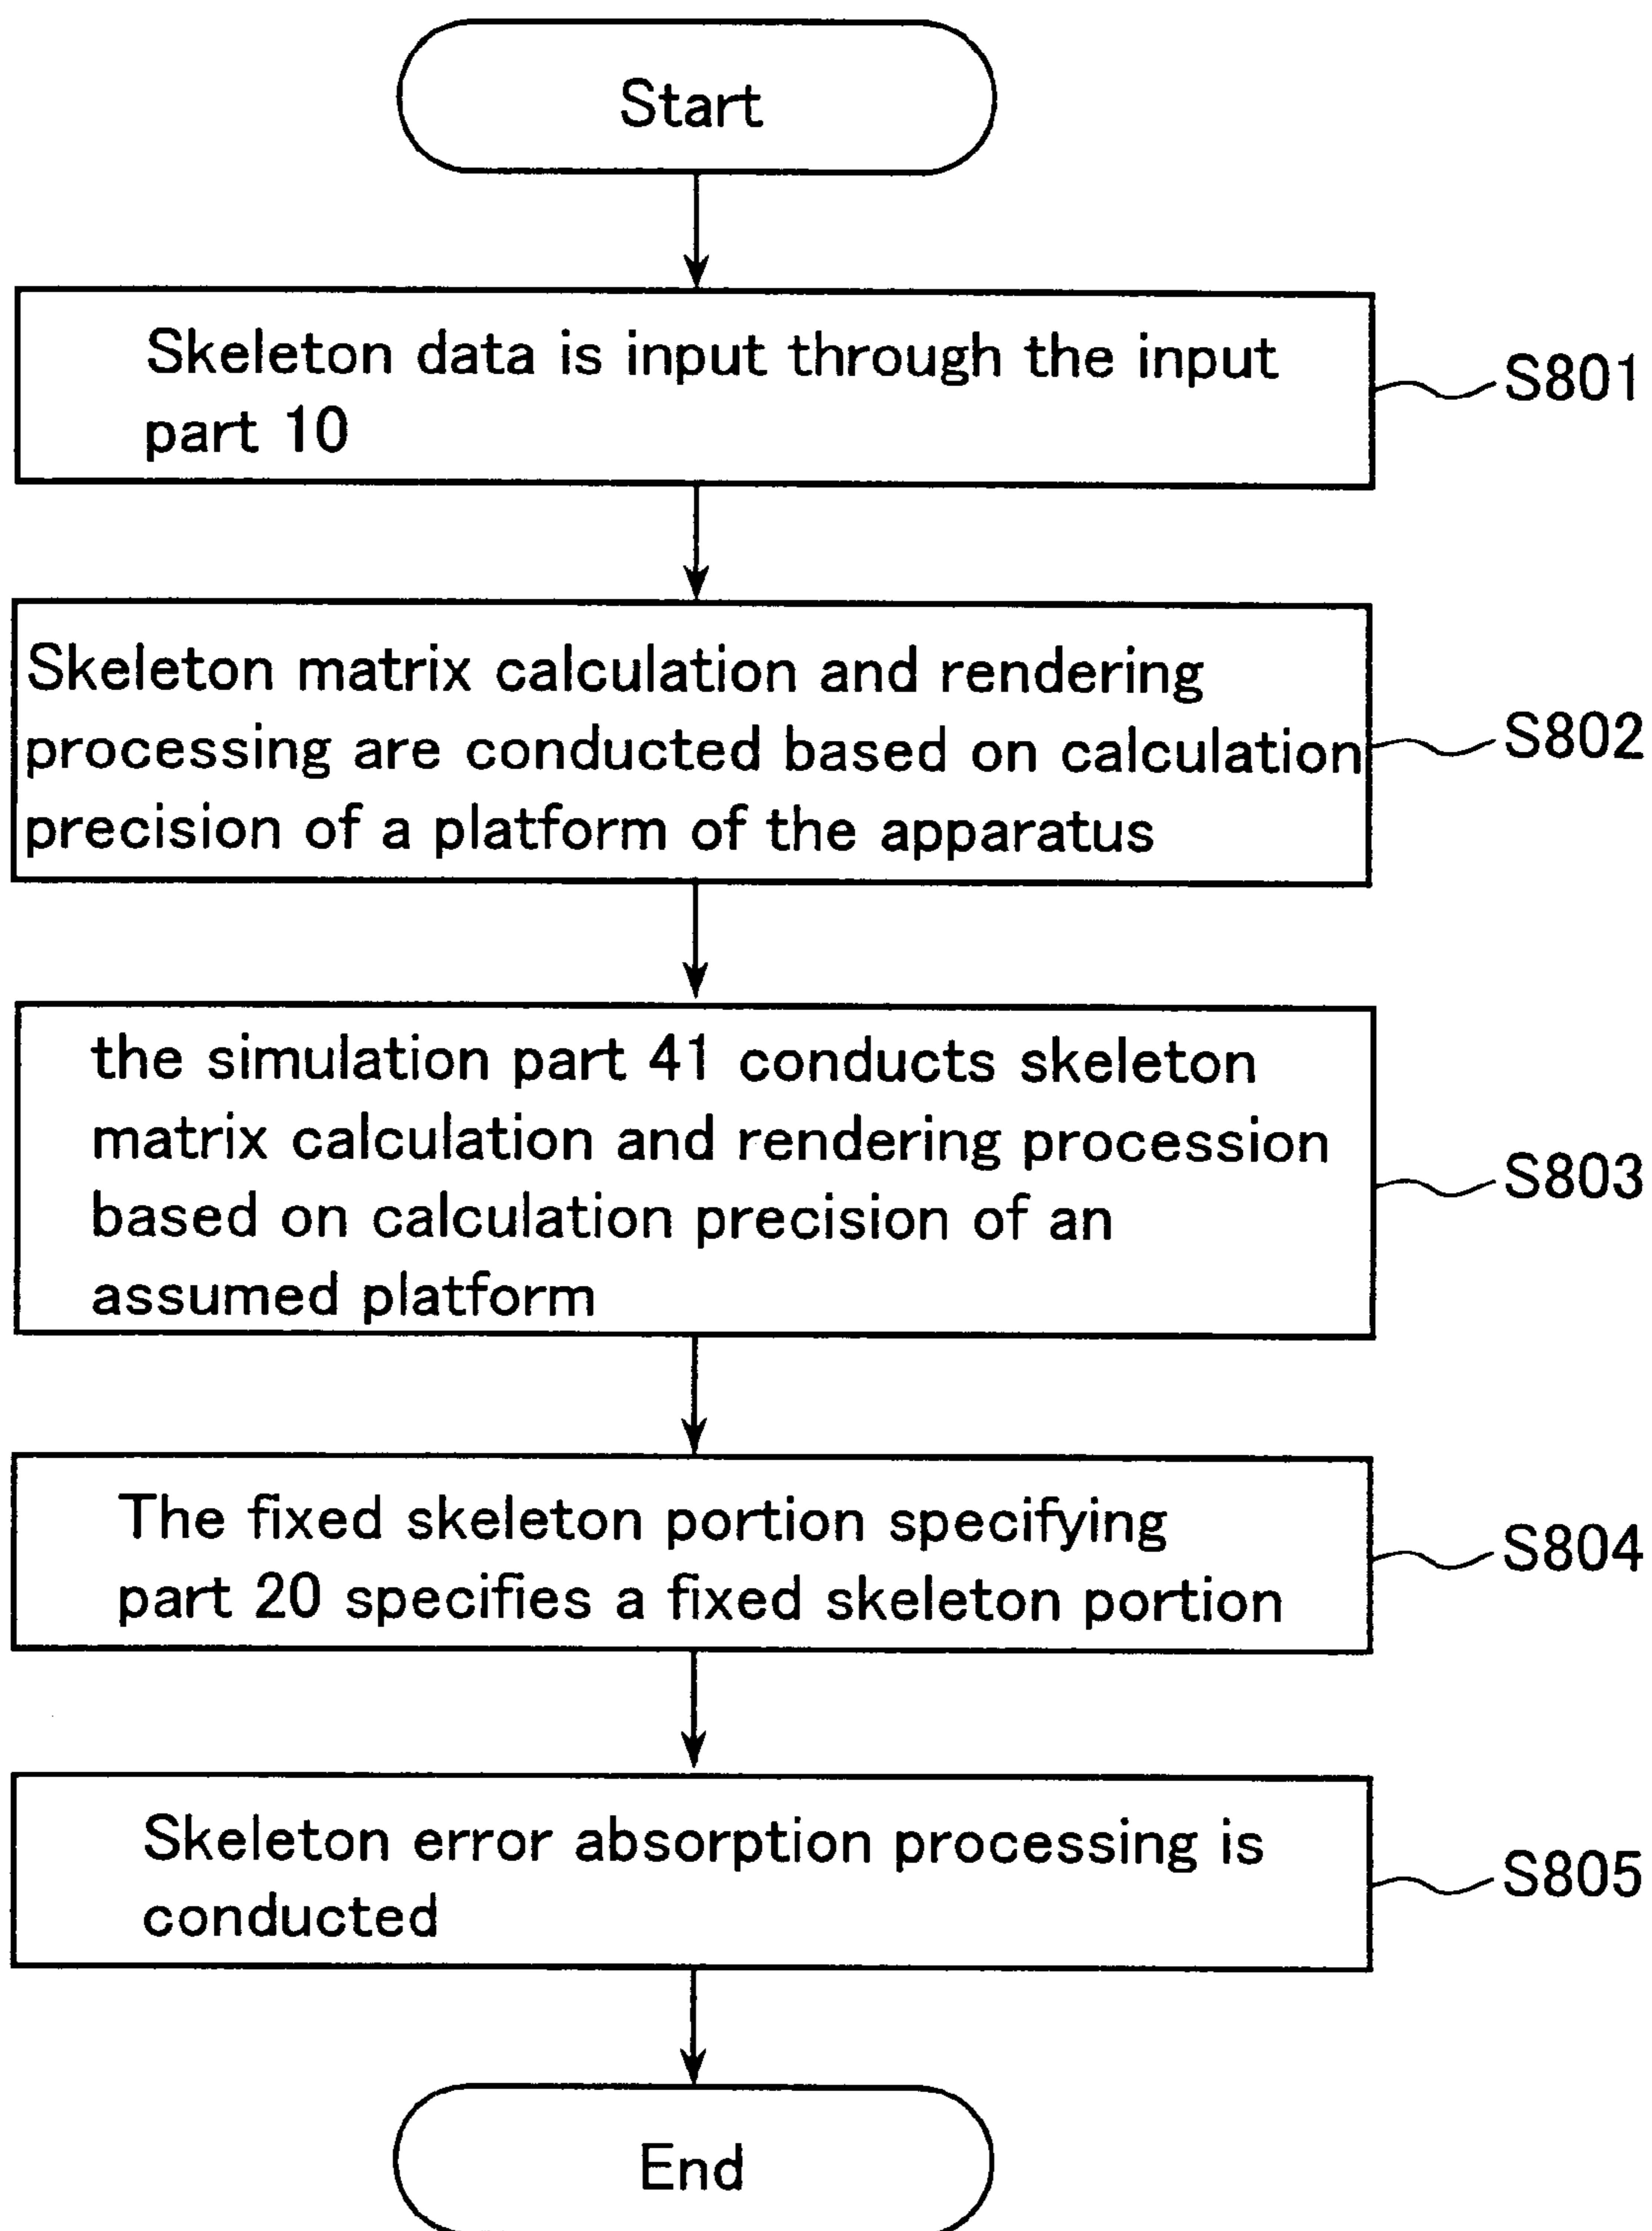 Start
Skeleton data is input through the input
part 10
S801
Skeleton matrix calculation and rendering
processing are conducted based on calculation
precision of a platform of the apparatus
S802
the simulation part 41 conducts skeleton
matrix calculation and rendering procession
based on calculation precision of an
assumed platform
S803
The fixed skeleton portion specifying
part 20 specifies a fixed skeleton portion
S804
Skeleton error absorption processing is
conducted
S805
End